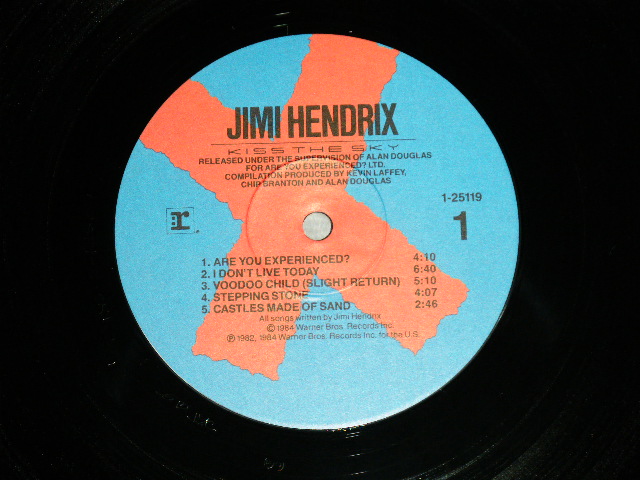 JIMI HENDRIX
KISS THE SKY
RELEASED UNDER THE SUPERVISION OF ALAN DOUGLAS
FOR ARE YOU EXPERIENCED? LTD.
COMPILATION PRODUCED BY KEVIN LAFFEY,
CHIP BRANTON AND ALAN DOUGLAS
r
1-25119
1
1. ARE YOU EXPERIENCED? 4:10
2. I DON'T LIVE TODAY 6:40
3. VOODOO CHILD (SLIGHT RETURN) 5:10
4. STEPPING STONE 4:07
5. CASTLES MADE OF SAND 2:46
All songs written by Jimi Hendrix
© 1984 Warner Bros. Records Inc.
℗ 1982, 1984 Warner Bros. Records Inc. for the U.S.